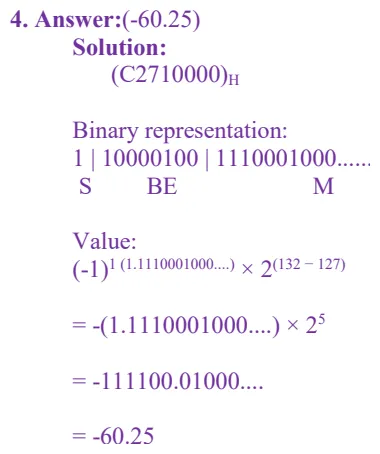 4. Answer:(-60.25)
Solution:
(C2710000)H
Binary representation:
1 | 10000100 | 1110001000......
S BE M
Value:
(-1)1 (1.1110001000....) × 2(132 − 127)
= -(1.1110001000....) × 25
= -111100.01000....
= -60.25